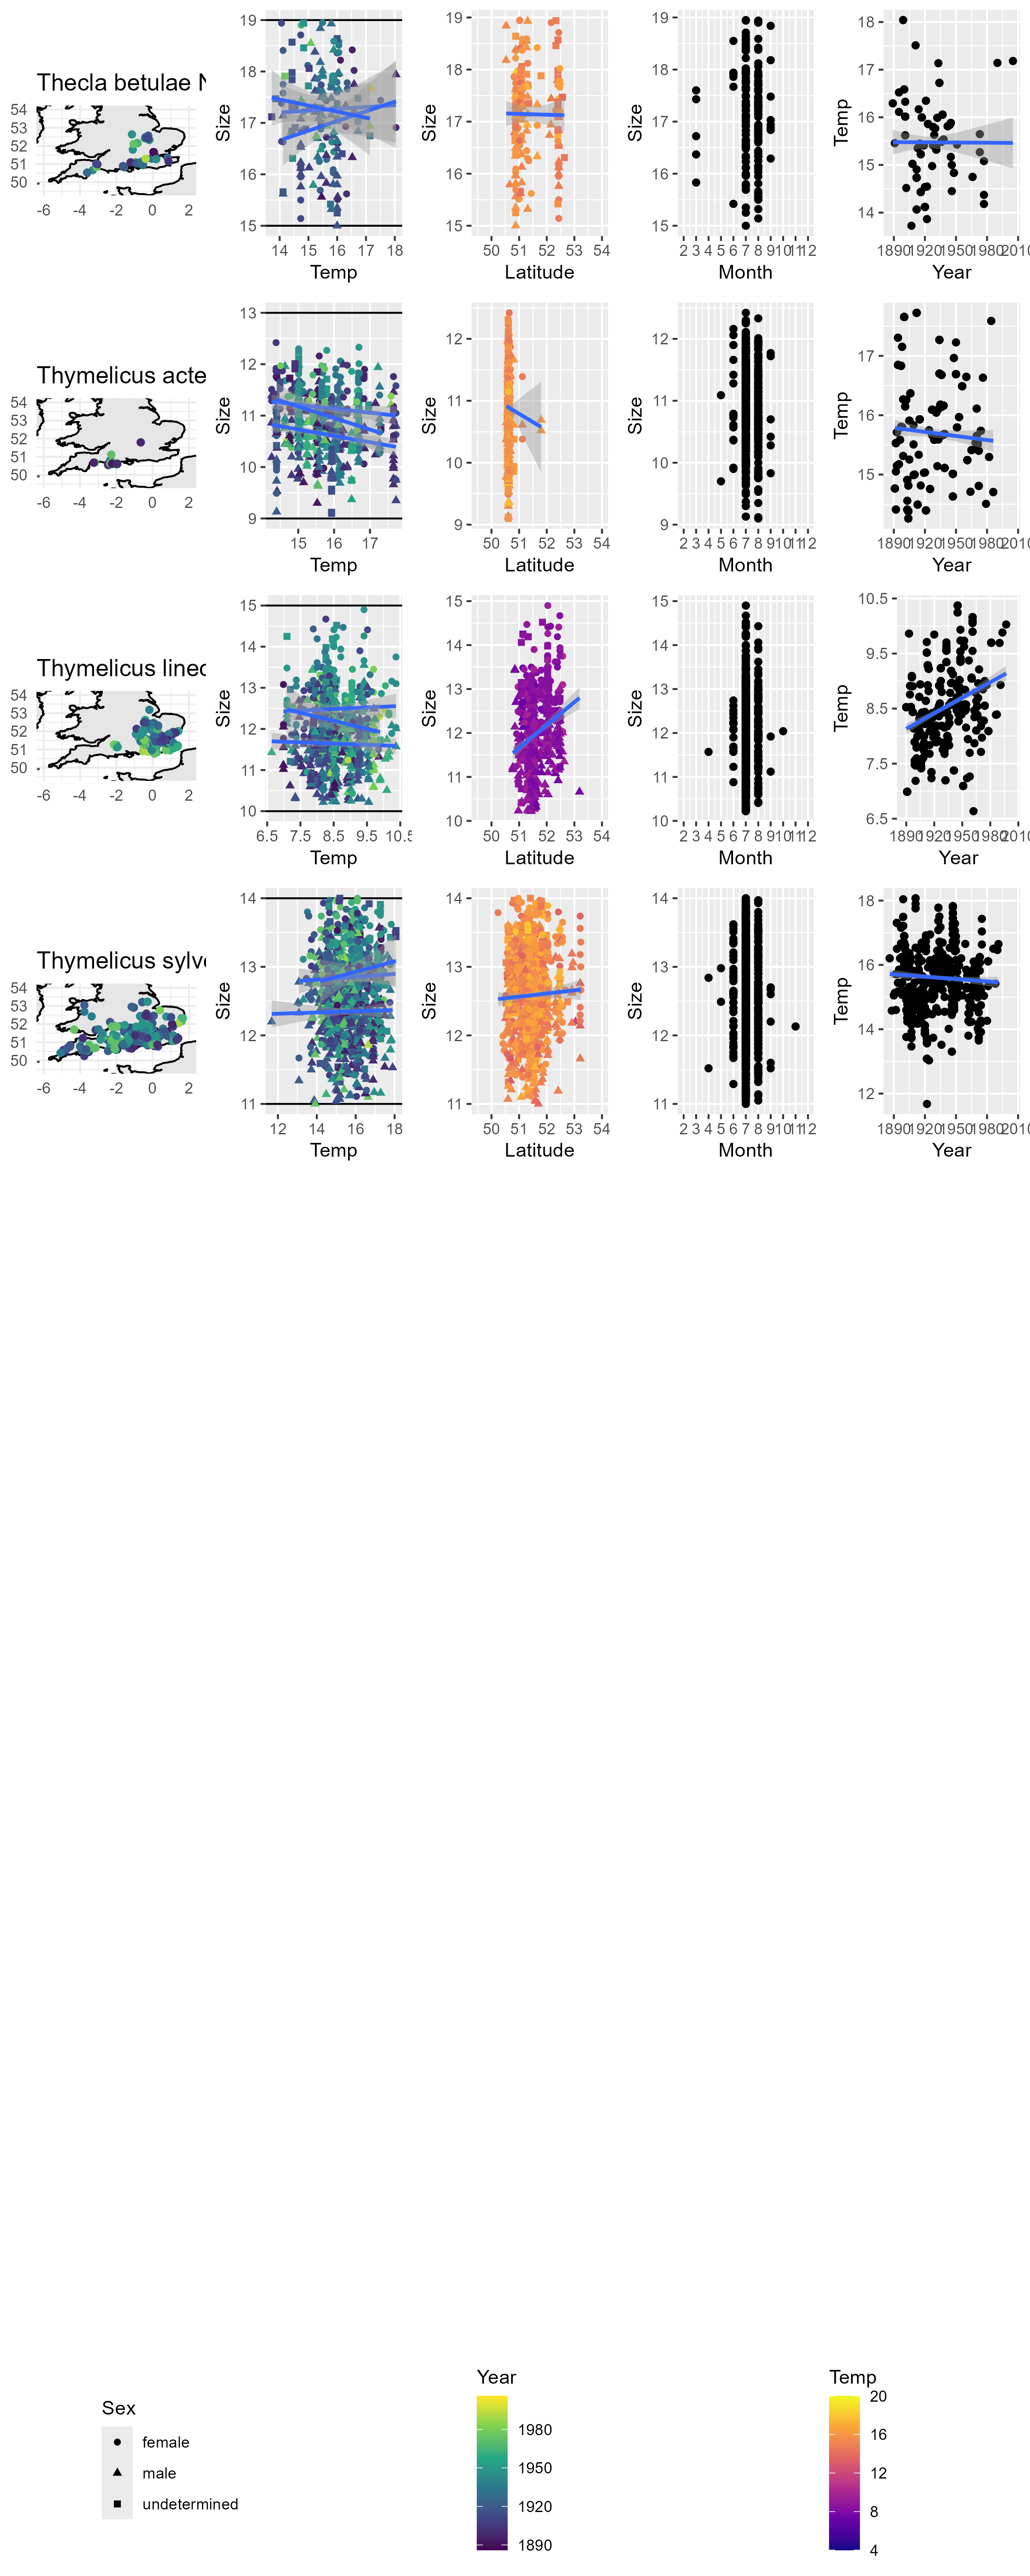 Thecla betulae N
54
53
52
51
50
-6 -4 -2 0 2
Size
19
18
17
16
15
14 15 16 17 18
Temp
Size
19
18
17
16
15
50 51 52 53 54
Latitude
Size
19
18
17
16
15
2 3 4 5 6 7 8 9 10 11 12
Month
Temp
18
17
16
15
14
1890 1920 1950 1980 2010
Year
Thymelicus acte
54
53
52
51
50
-6 -4 -2 0 2
Size
13
12
11
10
9
15 16 17
Temp
Size
12
11
10
9
50 51 52 53 54
Latitude
Size
12
11
10
9
2 3 4 5 6 7 8 9 10 11 12
Month
Temp
17
16
15
1890 1920 1950 1980 2010
Year
Thymelicus lineo
54
53
52
51
50
-6 -4 -2 0 2
Size
15
14
13
12
11
10
6.5 7.5 8.5 9.5 10.5
Temp
Size
15
14
13
12
11
10
50 51 52 53 54
Latitude
Size
15
14
13
12
11
10
2 3 4 5 6 7 8 9 10 11 12
Month
Temp
10.5
9.5
8.5
7.5
6.5
1890 1920 1950 1980 2010
Year
Thymelicus sylve
54
53
52
51
50
-6 -4 -2 0 2
Size
14
13
12
11
12 14 16 18
Temp
Size
14
13
12
11
50 51 52 53 54
Latitude
Size
14
13
12
11
2 3 4 5 6 7 8 9 10 11 12
Month
Temp
18
16
14
12
1890 1920 1950 1980 2010
Year
Sex
female
male
undetermined
Year
1980
1950
1920
1890
Temp
20
16
12
8
4